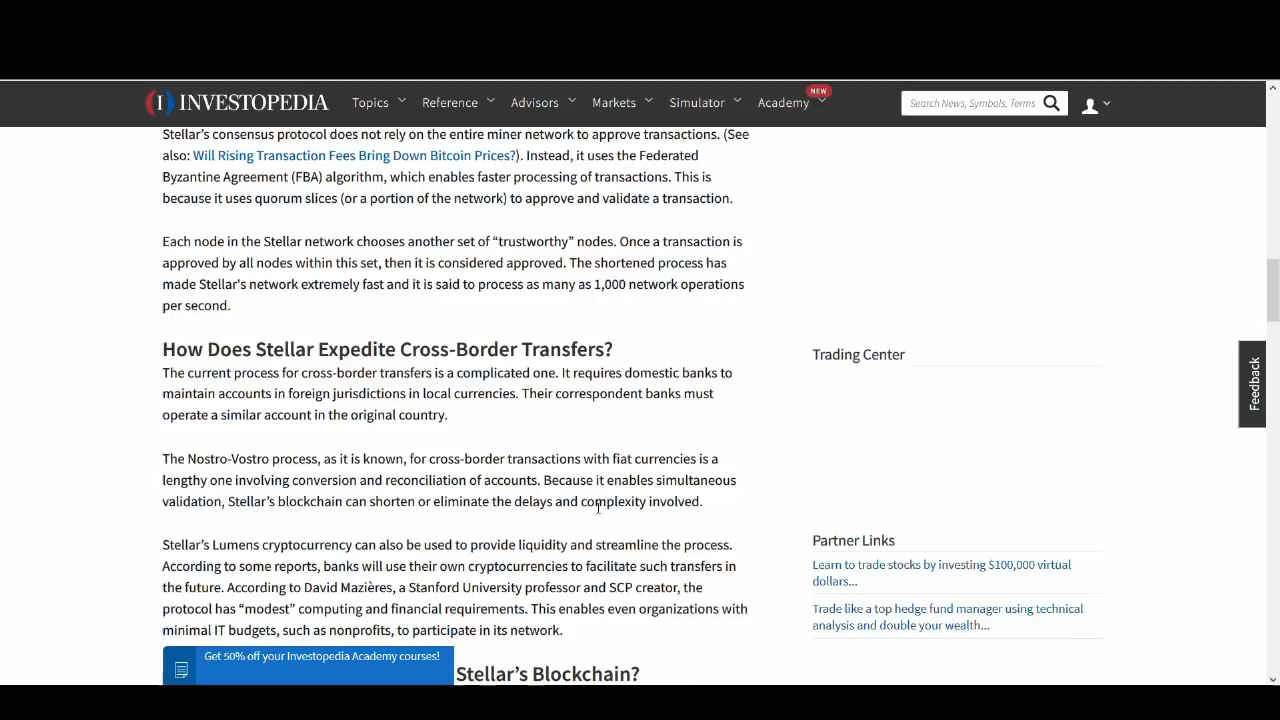 INVESTOPEDIA
Topics
Reference
Advisors
Markets
Simulator
Academy
NEW
Search News, Symbols, Terms
Stellar’s consensus protocol does not rely on the entire miner network to approve transactions. (See
also: Will Rising Transaction Fees Bring Down Bitcoin Prices?). Instead, it uses the Federated
Byzantine Agreement (FBA) algorithm, which enables faster processing of transactions. This is
because it uses quorum slices (or a portion of the network) to approve and validate a transaction.
Each node in the Stellar network chooses another set of “trustworthy” nodes. Once a transaction is
approved by all nodes within this set, then it is considered approved. The shortened process has
made Stellar's network extremely fast and it is said to process as many as 1,000 network operations
per second.
How Does Stellar Expedite Cross-Border Transfers?
The current process for cross-border transfers is a complicated one. It requires domestic banks to
maintain accounts in foreign jurisdictions in local currencies. Their correspondent banks must
operate a similar account in the original country.
The Nostro-Vostro process, as it is known, for cross-border transactions with fiat currencies is a
lengthy one involving conversion and reconciliation of accounts. Because it enables simultaneous
validation, Stellar’s blockchain can shorten or eliminate the delays and complexity involved.
Stellar’s Lumens cryptocurrency can also be used to provide liquidity and streamline the process.
According to some reports, banks will use their own cryptocurrencies to facilitate such transfers in
the future. According to David Mazières, a Stanford University professor and SCP creator, the
protocol has “modest” computing and financial requirements. This enables even organizations with
minimal IT budgets, such as nonprofits, to participate in its network.
Get 50% off your Investopedia Academy courses!
Stellar’s Blockchain?
Trading Center
Partner Links
Learn to trade stocks by investing $100,000 virtual
dollars...
Trade like a top hedge fund manager using technical
analysis and double your wealth...
Feedback